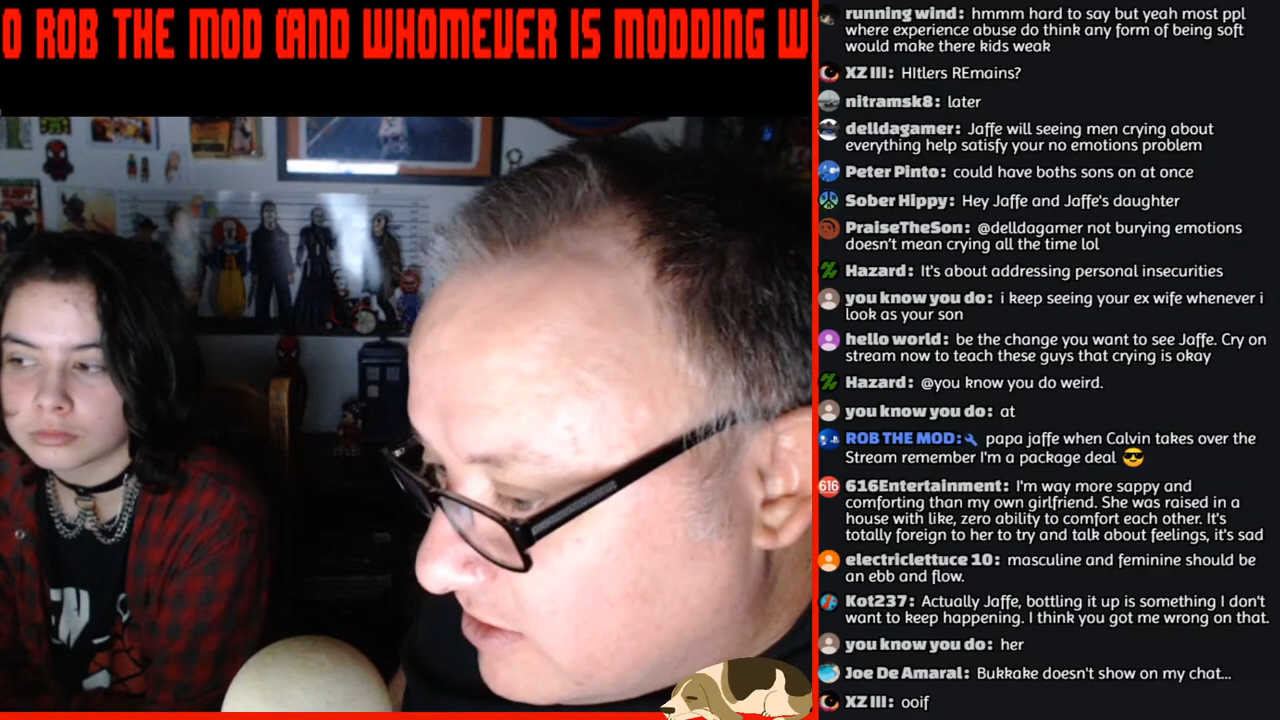 O ROB THE MOD (AND WHOMEVER IS MODDING W
running wind: hmmm hard to say but yeah most ppl
where experience abuse do think any form of being soft
would make there kids weak
XZ III: HItlers REmains?
nitramsk8: later
delldagamer: Jaffe will seeing men crying about
everything help satisfy your no emotions problem
Peter Pinto: could have boths sons on at once
Sober Hippy: Hey Jaffe and Jaffe's daughter
PraiseTheSon: @delldagamer not burying emotions
doesn't mean crying all the time lol
Hazard: It's about addressing personal insecurities
you know you do: i keep seeing your ex wife whenever i
look as your son
hello world: be the change you want to see Jaffe. Cry on
stream now to teach these guys that crying is okay
Hazard: @you know you do weird.
you know you do: at
ROB THE MOD: papa jaffe when Calvin takes over the
Stream remember I'm a package deal 😎
616
616Entertainment: I'm way more sappy and
comforting than my own girlfriend. She was raised in a
house with like, zero ability to comfort each other. It's
totally foreign to her to try and talk about feelings, it's sad
electriclettuce 10: masculine and feminine should be
an ebb and flow.
Kot237: Actually Jaffe, bottling it up is something I don't
want to keep happening. I think you got me wrong on that.
you know you do: her
Joe De Amaral: Bukkake doesn't show on my chat...
XZ III: ooif